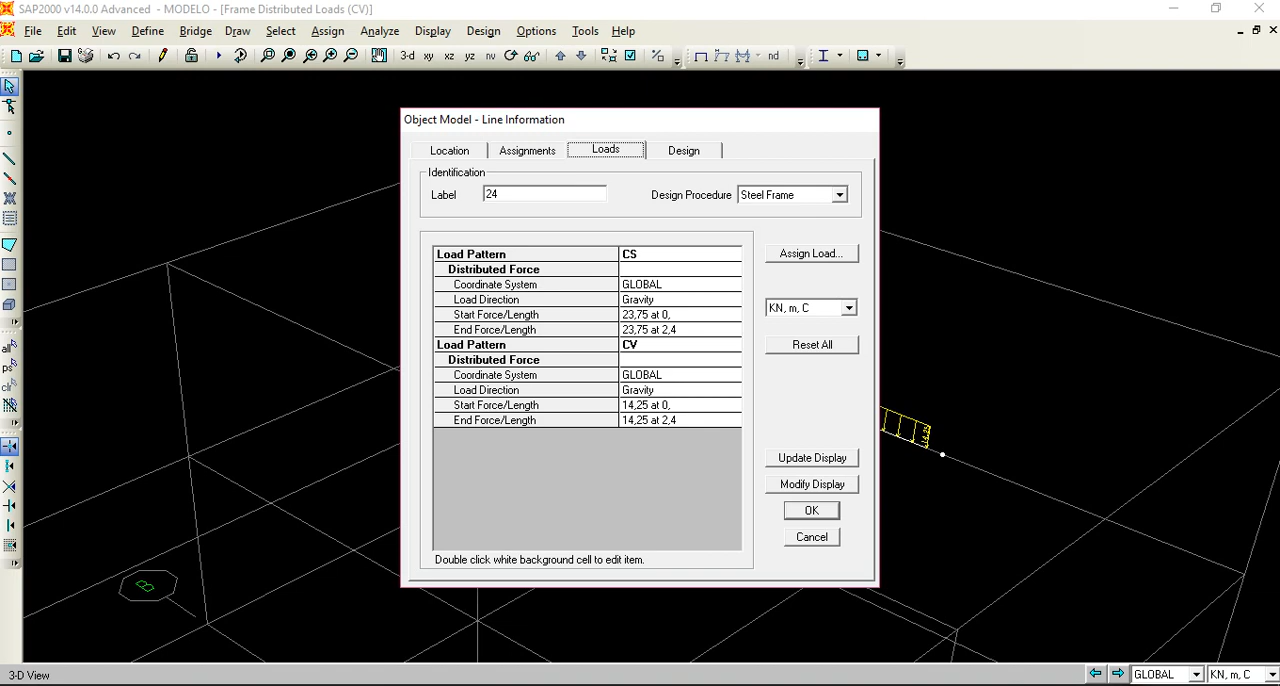 SAP2000 v14.0.0 Advanced - MODELO - [Frame Distributed Loads (CV)]
File Edit View Define Bridge Draw Select Assign Analyze Display Design Options Tools Help
3-d xy xz yz nv nd
Object Model - Line Information
Location Assignments Loads Design
Identification
Label 24 Design Procedure Steel Frame
Load Pattern CS
Distributed Force
Coordinate System GLOBAL
Load Direction Gravity
Start Force/Length 23,75 at 0,
End Force/Length 23,75 at 2,4
Load Pattern CV
Distributed Force
Coordinate System GLOBAL
Load Direction Gravity
Start Force/Length 14,25 at 0,
End Force/Length 14,25 at 2,4
Double click white background cell to edit item.
Assign Load...
KN, m, C
Reset All
Update Display
Modify Display
OK
Cancel
all
ps
clr
14,25
B
3-D View GLOBAL KN, m, C